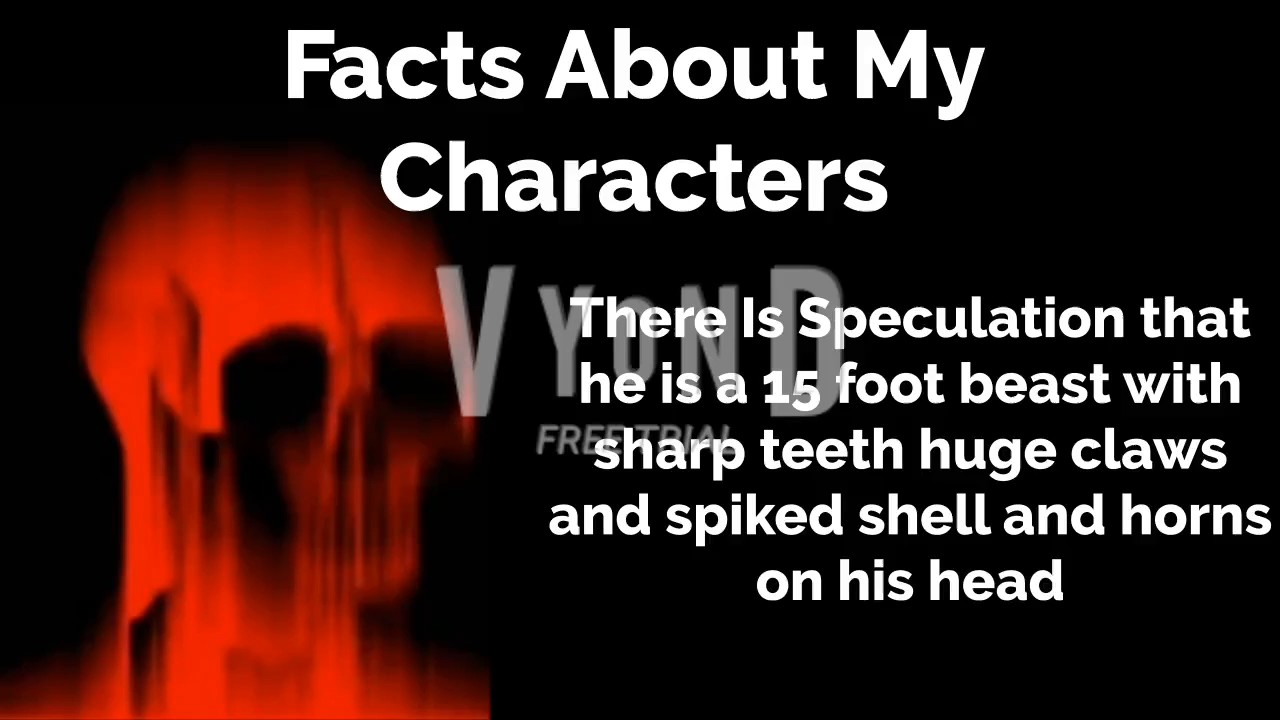 Facts About My
Characters
VYOND
FREE TRIAL
There Is Speculation that
he is a 15 foot beast with
sharp teeth huge claws
and spiked shell and horns
on his head